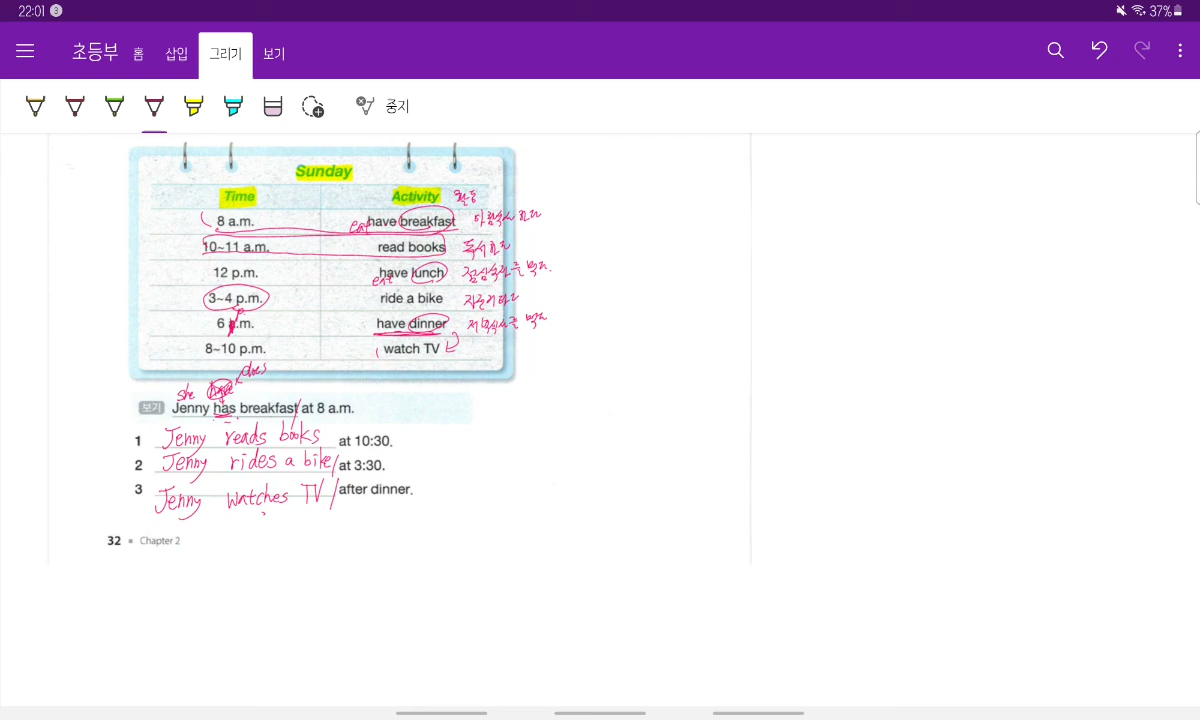 22:01 37%
초등부 홈 삽입 그리기 보기
중지
Sunday
Time Activity 활동
8 a.m. have breakfast eat 아침식사 하다
10~11 a.m. read books 독서하다
12 p.m. have lunch eat 점심식사를 먹다.
3~4 p.m. ride a bike
6 p.m. have dinner 저녁식사를 먹다
8~10 p.m. watch TV
she have does
보기 Jenny has breakfast/at 8 a.m.
1 Jenny reads books at 10:30.
2 Jenny rides a bike/at 3:30.
3 Jenny watches TV/after dinner.
32 ▪ Chapter 2